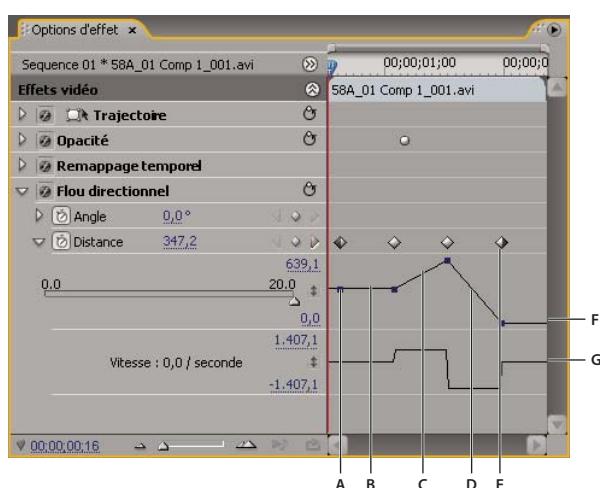 Options d'effet ×
Sequence 01 * 58A_01 Comp 1_001.avi
00;00;01;00 00;00;0
Effets vidéo
58A_01 Comp 1_001.avi
Trajectoire
Opacité
Remappage temporel
Flou directionnel
Angle 0,0°
Distance 347,2
639,1
0.0 20.0
0,0
F
1.407,1
Vitesse : 0,0 / seconde
G
-1.407,1
00;00;00;16
A B C D E